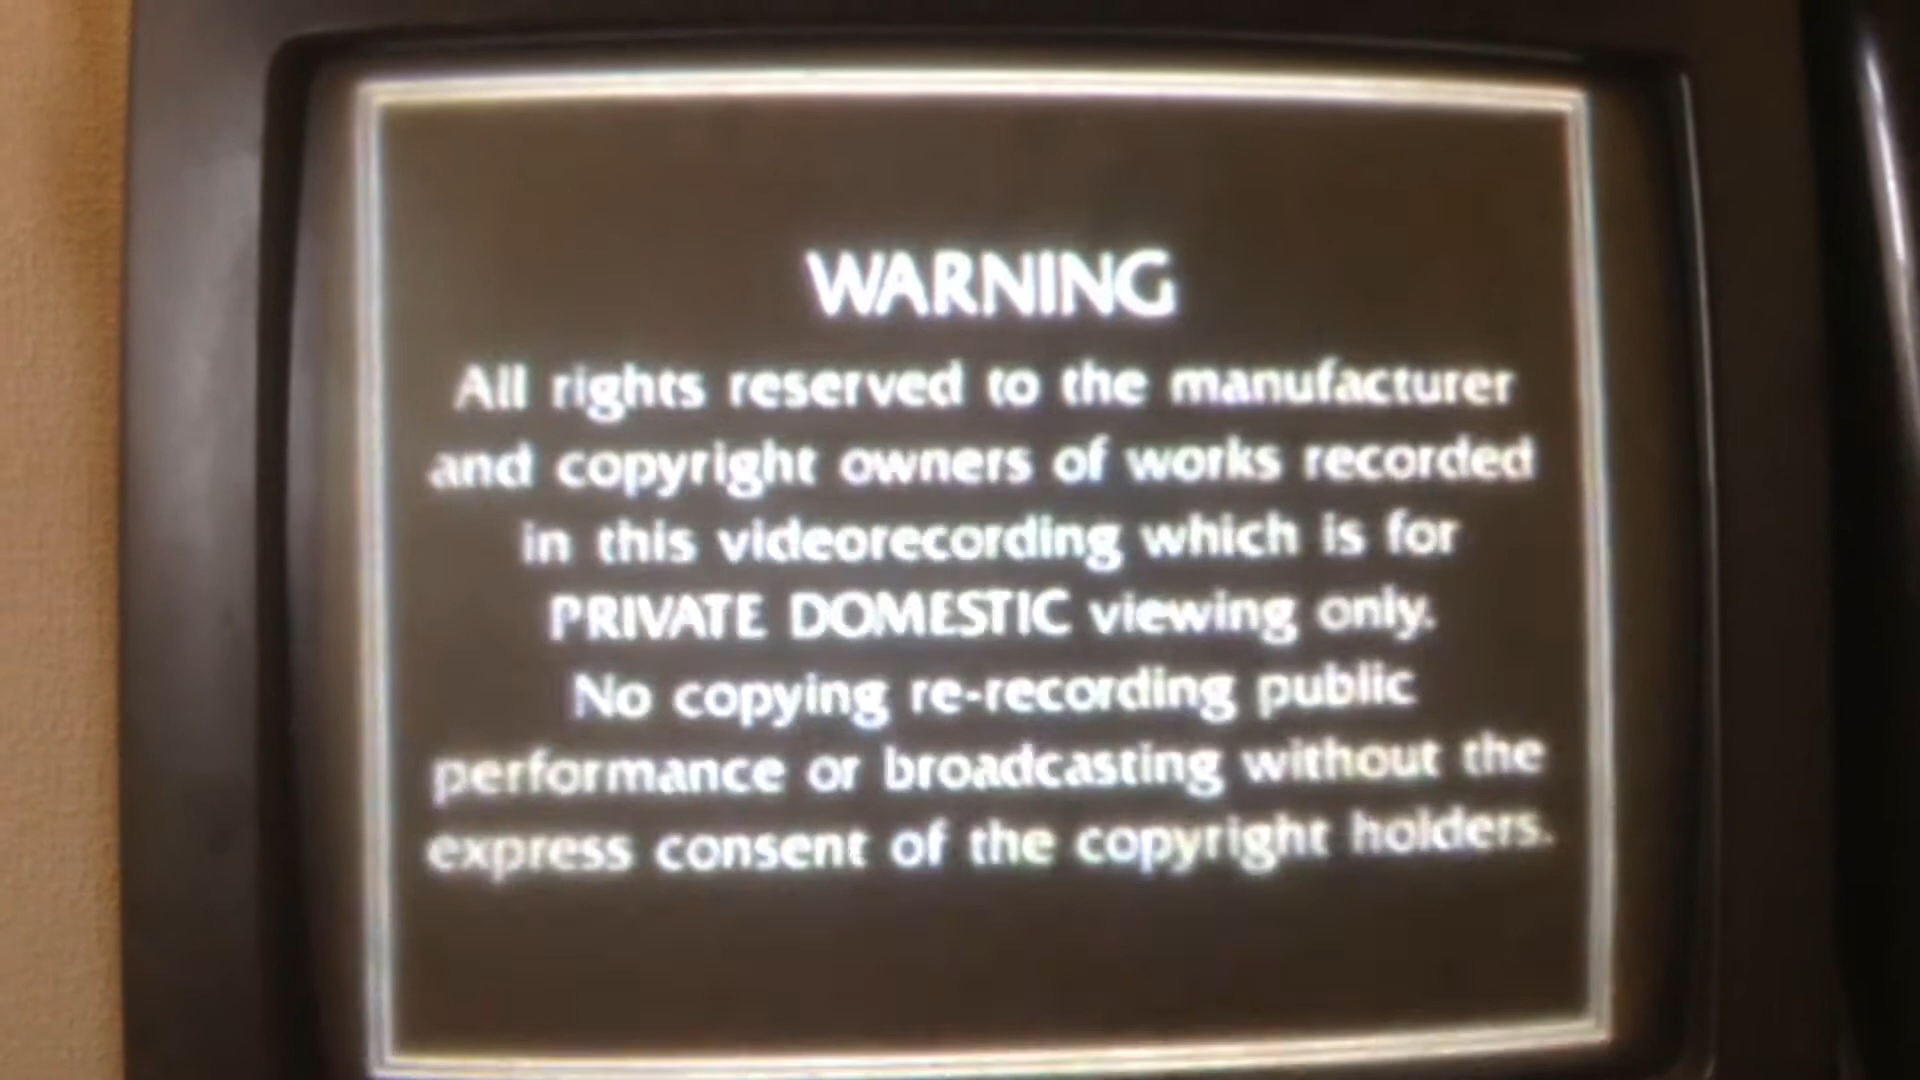 WARNING
All rights reserved to the manufacturer
and copyright owners of works recorded
in this videorecording which is for
PRIVATE DOMESTIC viewing only.
No copying re-recording public
performance or broadcasting without the
express consent of the copyright holders.